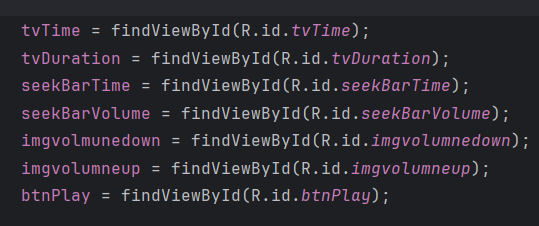 tvTime = findViewById(R.id.tvTime);
tvDuration = findViewById(R.id.tvDuration);
seekBarTime = findViewById(R.id.seekBarTime);
seekBarVolume = findViewById(R.id.seekBarVolume);
imgvolmunedown = findViewById(R.id.imgvolumnedown);
imgvolumneup = findViewById(R.id.imgvolumneup);
btnPlay = findViewById(R.id.btnPlay);